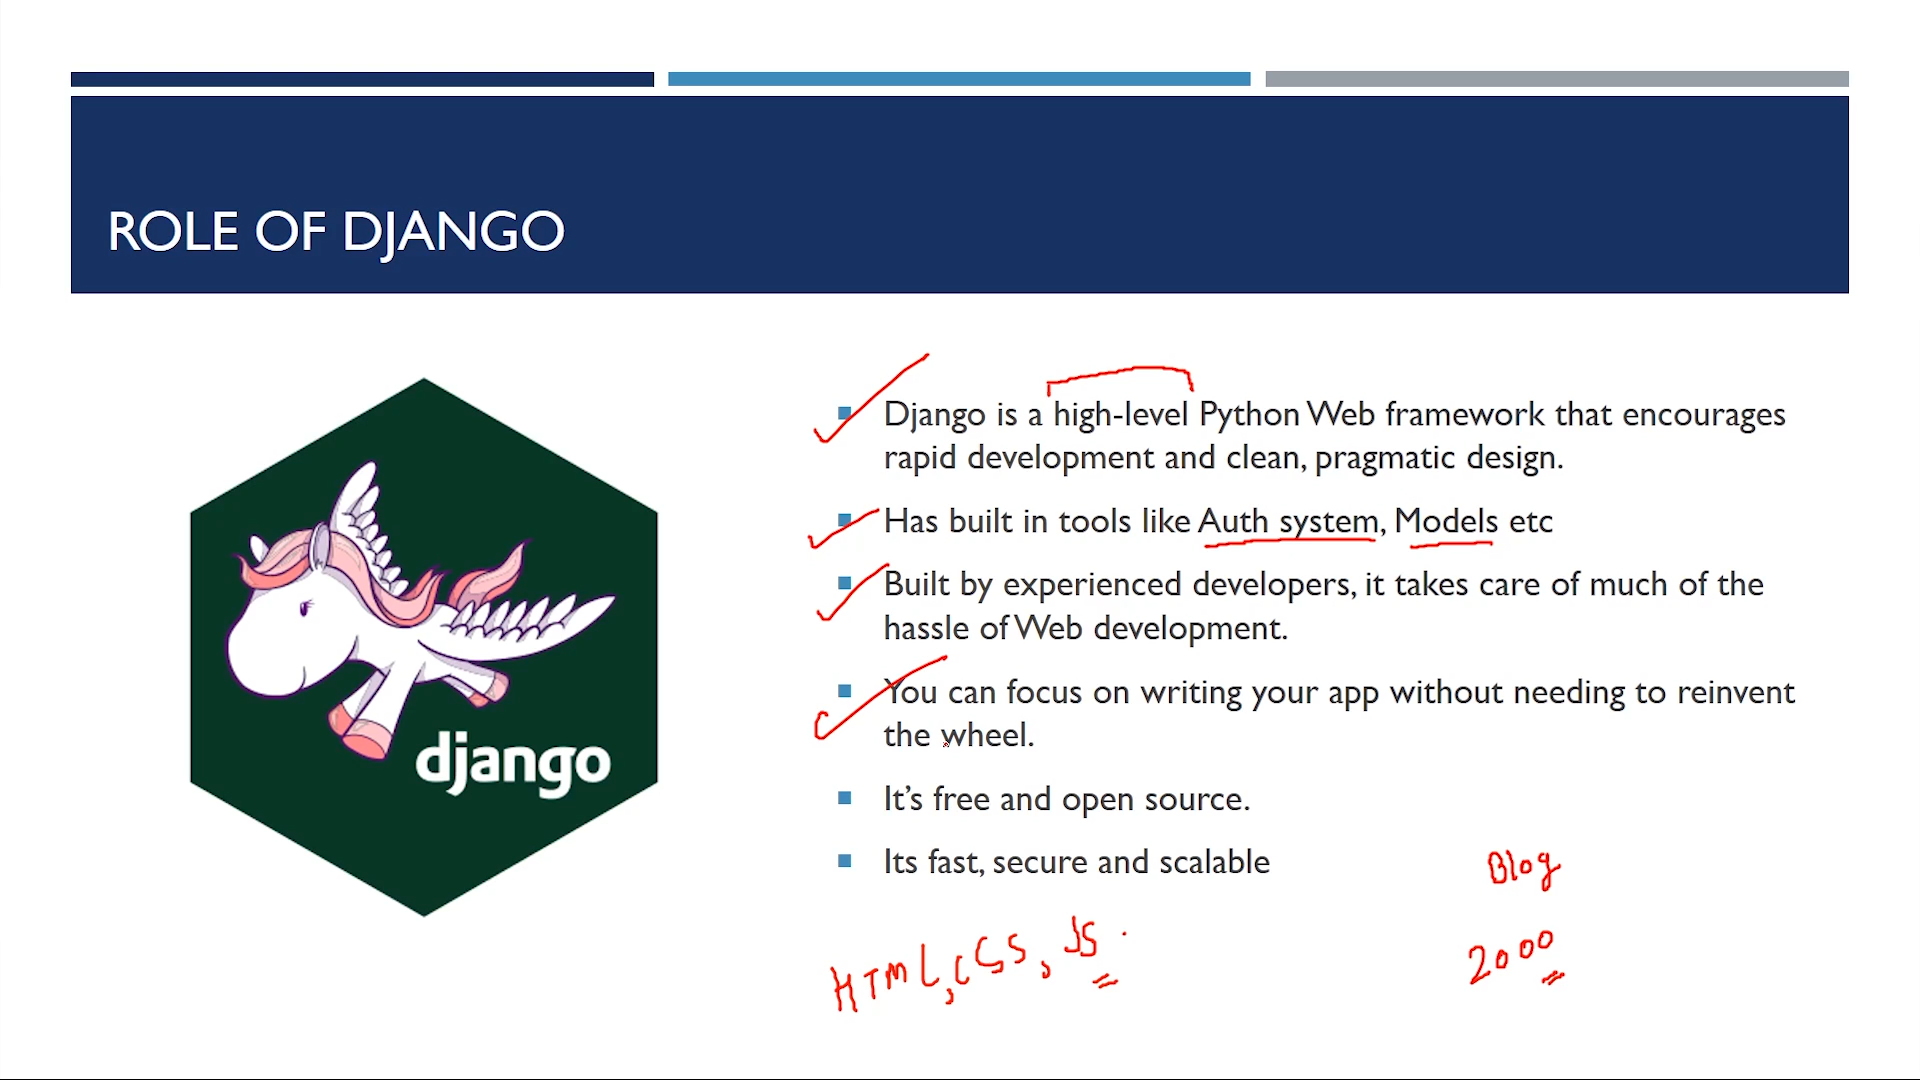 ROLE OF DJANGO
django
Django is a high-level Python Web framework that encourages
rapid development and clean, pragmatic design.
Has built in tools like Auth system, Models etc
Built by experienced developers, it takes care of much of the
hassle of Web development.
You can focus on writing your app without needing to reinvent
the wheel.
It’s free and open source.
Its fast, secure and scalable
Blog
HTML, CSS, JS
2000